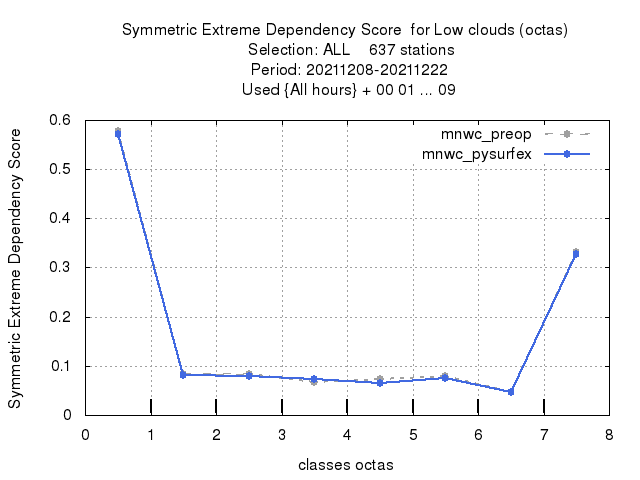 Symmetric Extreme Dependency Score  for Low clouds (octas)
Selection: ALL    637 stations
Period: 20211208-20211222
Used {All hours} + 00 01 ... 09
Symmetric Extreme Dependency Score
0.6
0.5
0.4
0.3
0.2
0.1
0
mnwc_preop
mnwc_pysurfex
0 1 2 3 4 5 6 7 8
classes octas